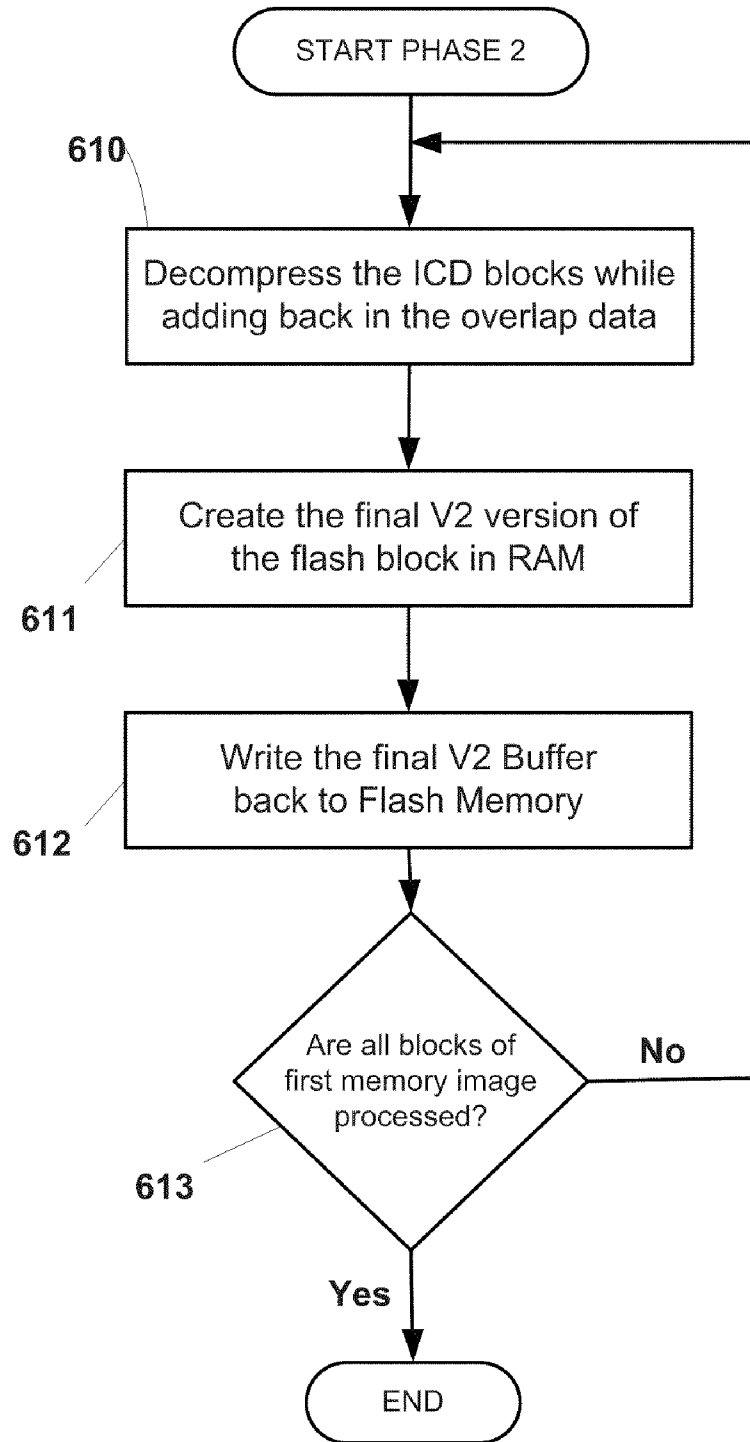 START PHASE 2
610
Decompress the ICD blocks while
adding back in the overlap data
Create the final V2 version of
the flash block in RAM
611
Write the final V2 Buffer
back to Flash Memory
612
Are all blocks of
first memory image
processed?
No
613
Yes
END